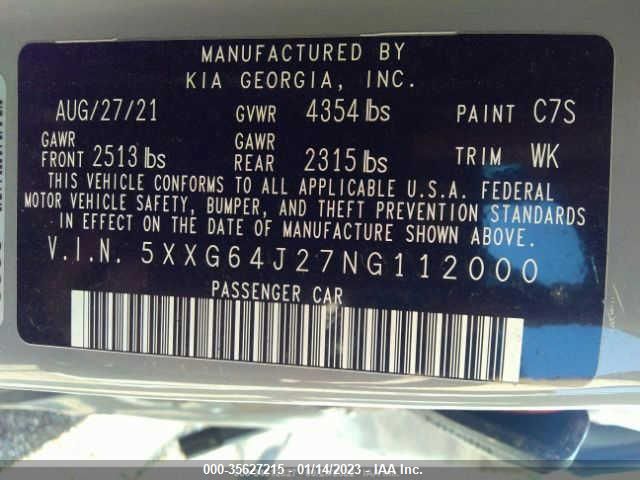 MANUFACTURED BY
KIA GEORGIA, INC.
AUG/27/21 GVWR 4354 lbs PAINT C7S
GAWR FRONT 2513 lbs GAWR REAR 2315 lbs TRIM WK
THIS VEHICLE CONFORMS TO ALL APPLICABLE U.S.A. FEDERAL
MOTOR VEHICLE SAFETY, BUMPER, AND THEFT PREVENTION STANDARDS
IN EFFECT ON THE DATE OF MANUFACTURE SHOWN ABOVE.
V.I.N. 5XXG64J27NG112000
PASSENGER CAR
000-35627215 - 01/14/2023 - IAA Inc.